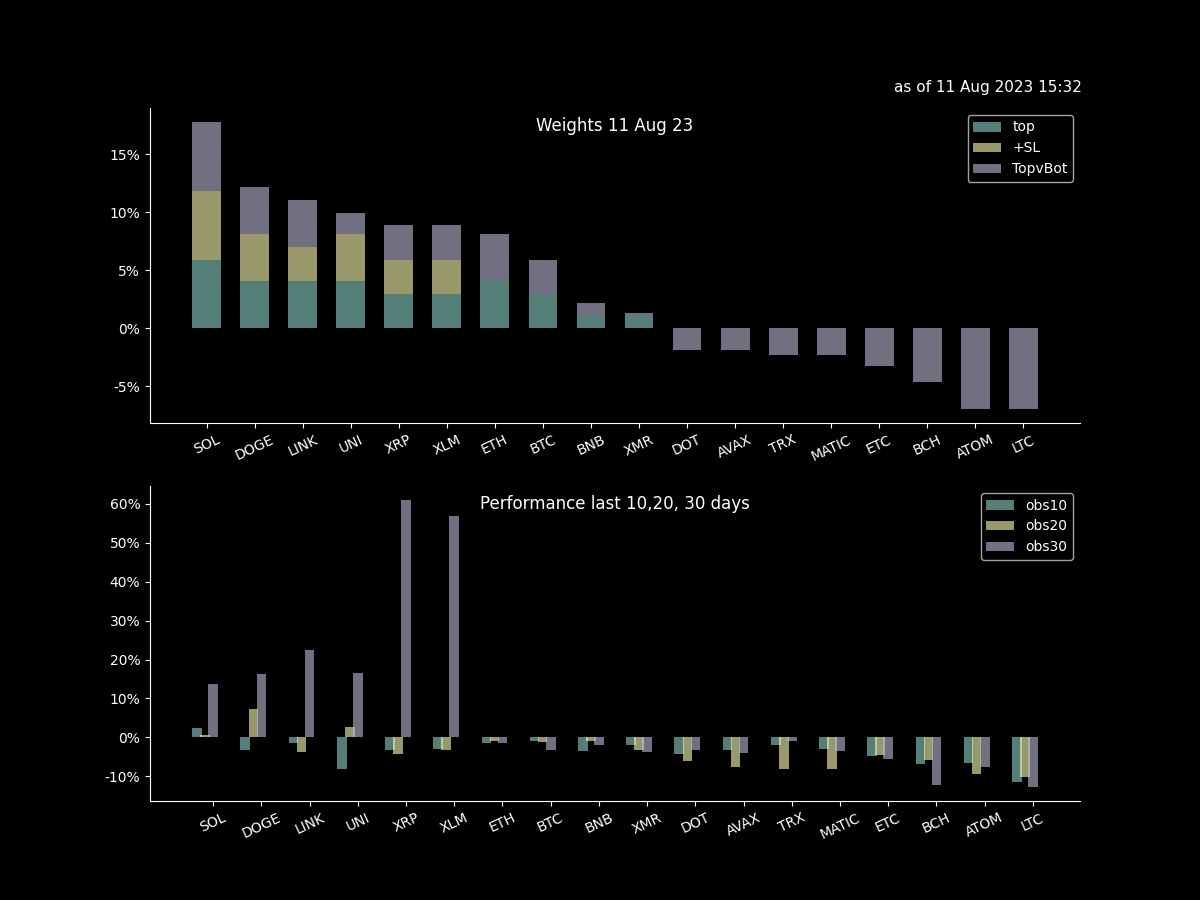 as of 11 Aug 2023 15:32
Weights 11 Aug 23
top
+SL
TopvBot
15%
10%
5%
0%
-5%
SOL DOGE LINK UNI XRP XLM ETH BTC BNB XMR DOT AVAX TRX MATIC ETC BCH ATOM LTC
Performance last 10,20, 30 days
obs10
obs20
obs30
60%
50%
40%
30%
20%
10%
0%
-10%
SOL DOGE LINK UNI XRP XLM ETH BTC BNB XMR DOT AVAX TRX MATIC ETC BCH ATOM LTC